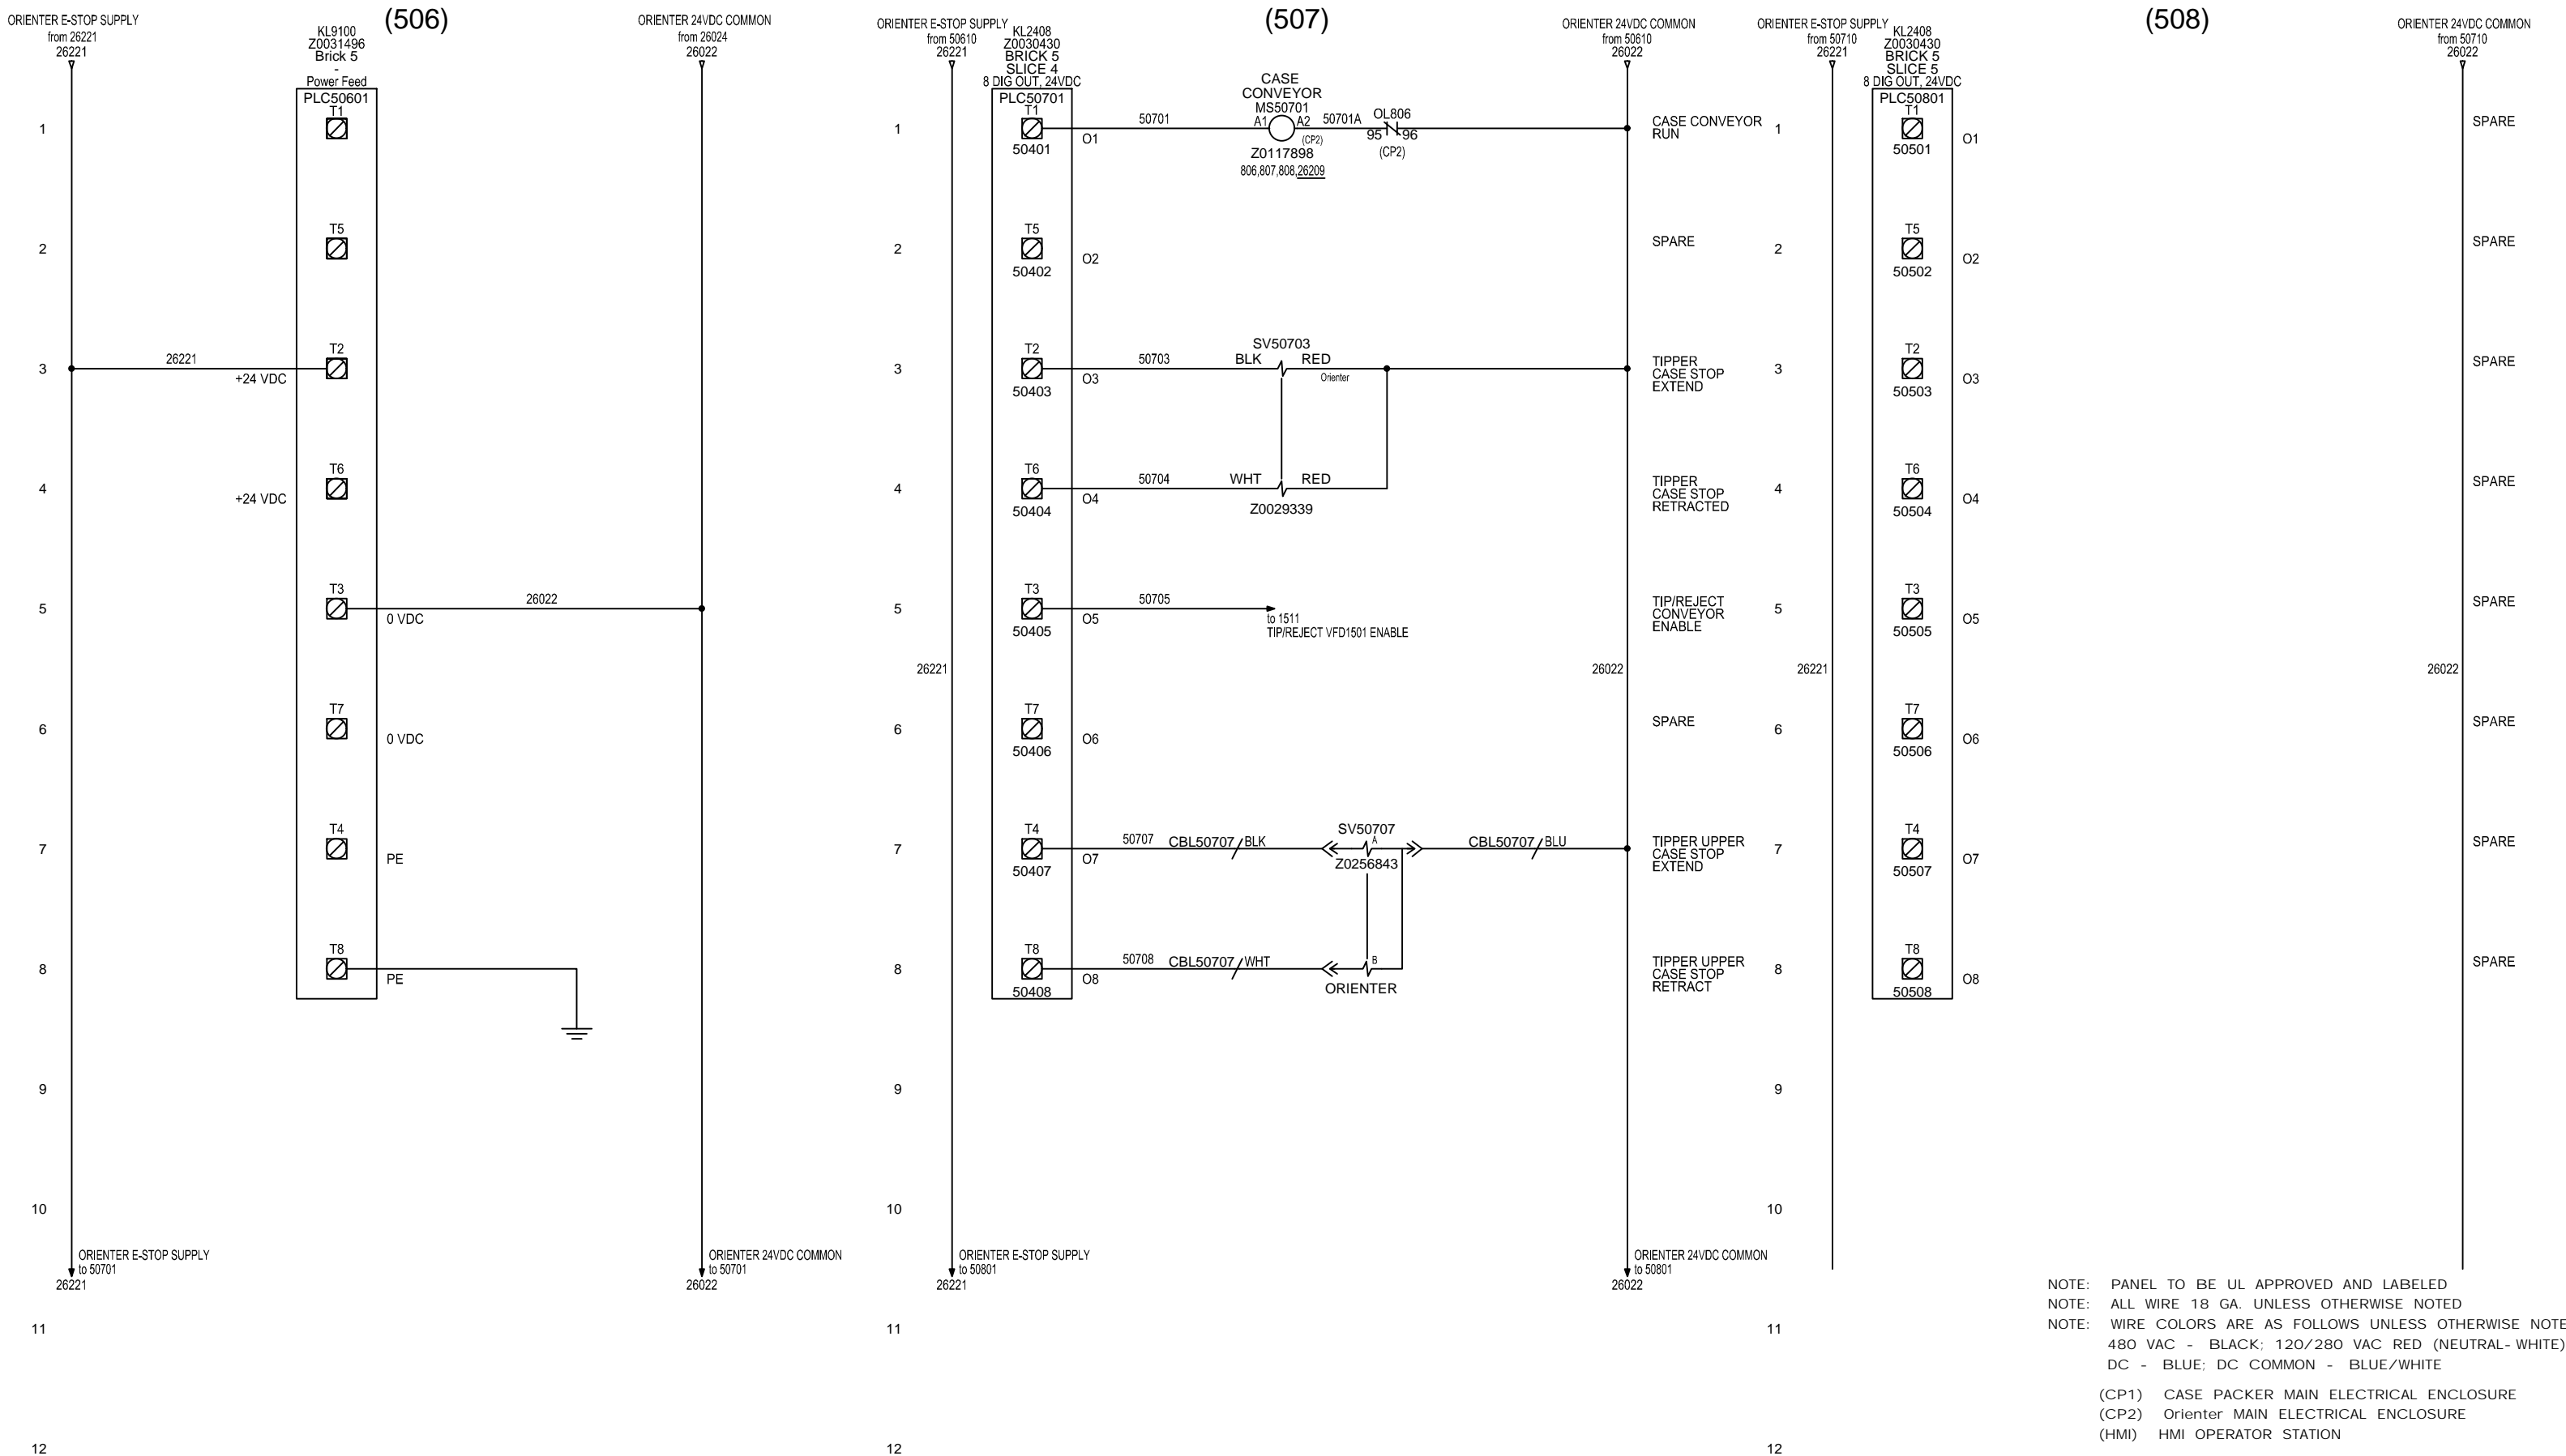 (506)
ORIENTER E-STOP SUPPLY
from 26221
26221
KL9100
Z0031496
Brick 5
-
Power Feed
PLC50601
ORIENTER 24VDC COMMON
from 26024
26022
1
T1
2
T5
3
26221
+24 VDC
T2
4
+24 VDC
T6
5
T3
0 VDC
26022
6
T7
0 VDC
7
T4
PE
8
T8
PE
9
10
ORIENTER E-STOP SUPPLY
to 50701
26221
ORIENTER 24VDC COMMON
to 50701
26022
11
12
(507)
ORIENTER E-STOP SUPPLY
from 50610
26221
KL2408
Z0030430
BRICK 5
SLICE 4
8 DIG OUT, 24VDC
PLC50701
ORIENTER 24VDC COMMON
from 50610
26022
1
T1
50401
O1
50701
CASE
CONVEYOR
MS50701
A1 A2
(CP2)
Z0117898
806,807,808,26209
50701A
OL806
95 96
(CP2)
CASE CONVEYOR
RUN
2
T5
50402
O2
SPARE
3
T2
50403
O3
50703
SV50703
BLK RED
Orienter
TIPPER
CASE STOP
EXTEND
4
T6
50404
O4
50704
WHT RED
Z0029339
TIPPER
CASE STOP
RETRACTED
5
T3
50405
O5
50705
to 1511
TIP/REJECT VFD1501 ENABLE
TIP/REJECT
CONVEYOR
ENABLE
26221
26022
6
T7
50406
O6
SPARE
7
T4
50407
O7
50707
CBL50707 BLK
SV50707
A
Z0256843
CBL50707 BLU
TIPPER UPPER
CASE STOP
EXTEND
8
T8
50408
O8
50708
CBL50707 WHT
B
ORIENTER
TIPPER UPPER
CASE STOP
RETRACT
9
10
ORIENTER E-STOP SUPPLY
to 50801
26221
ORIENTER 24VDC COMMON
to 50801
26022
11
12
(508)
ORIENTER E-STOP SUPPLY
from 50710
26221
KL2408
Z0030430
BRICK 5
SLICE 5
8 DIG OUT, 24VDC
PLC50801
ORIENTER 24VDC COMMON
from 50710
26022
1
T1
50501
O1
SPARE
2
T5
50502
O2
SPARE
3
T2
50503
O3
SPARE
4
T6
50504
O4
SPARE
5
T3
50505
O5
SPARE
26221
26022
6
T7
50506
O6
SPARE
7
T4
50507
O7
SPARE
8
T8
50508
O8
SPARE
9
10
11
12
NOTE: PANEL TO BE UL APPROVED AND LABELED
NOTE: ALL WIRE 18 GA. UNLESS OTHERWISE NOTED
NOTE: WIRE COLORS ARE AS FOLLOWS UNLESS OTHERWISE NOTE
480 VAC - BLACK; 120/280 VAC RED (NEUTRAL-WHITE)
DC - BLUE; DC COMMON - BLUE/WHITE
(CP1) CASE PACKER MAIN ELECTRICAL ENCLOSURE
(CP2) Orienter MAIN ELECTRICAL ENCLOSURE
(HMI) HMI OPERATOR STATION